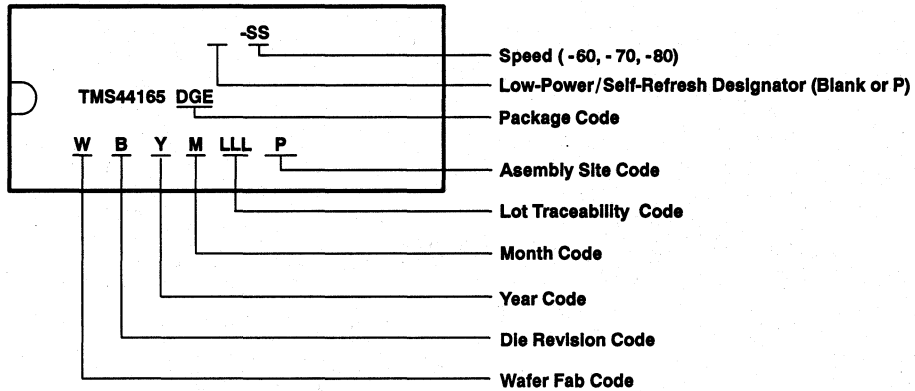 -SS
Speed ( -60, - 70, -80)
Low-Power/Self-Refresh Designator (Blank or P)
TMS44165 DGE
Package Code
W B Y M LLL P
Asembly Site Code
Lot Traceability Code
Month Code
Year Code
Die Revision Code
Wafer Fab Code